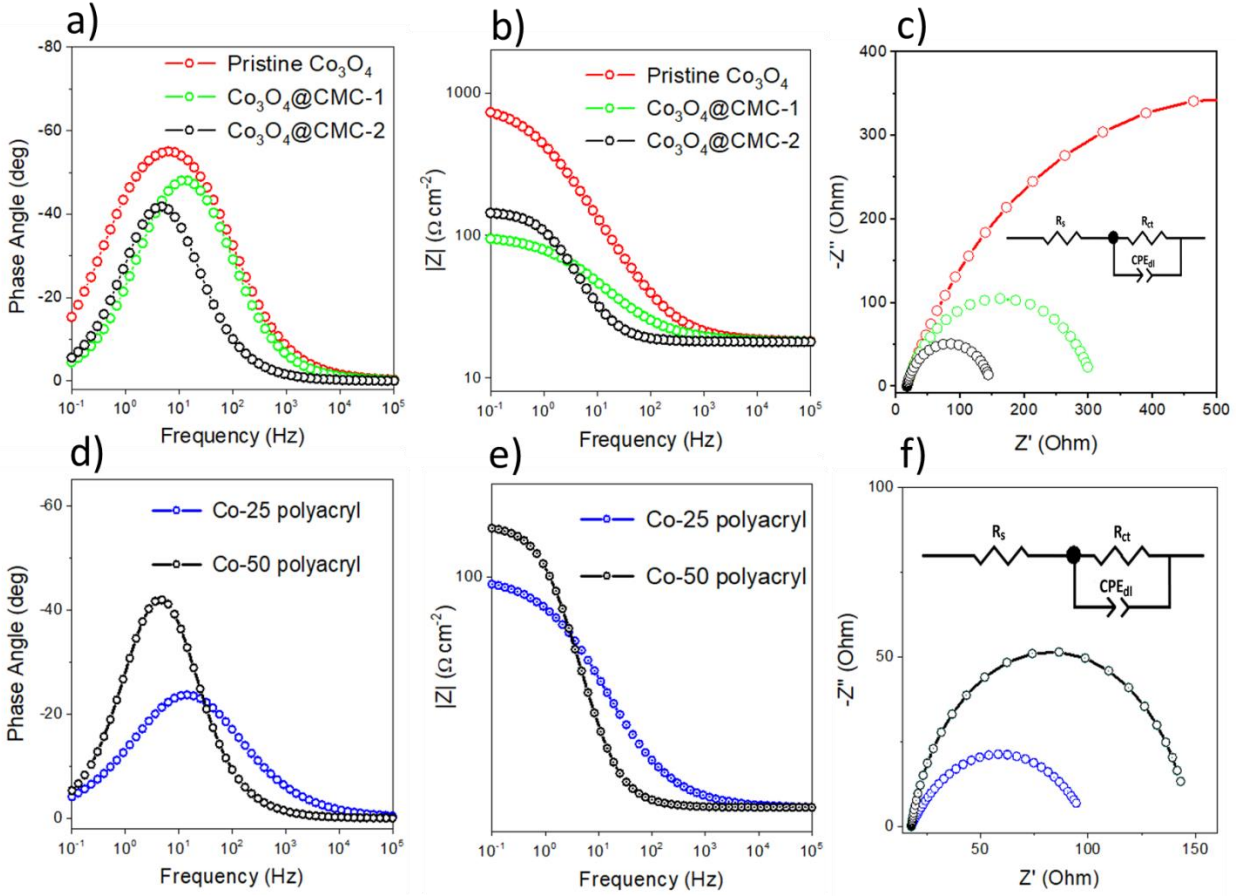 a)
-80
-60
-40
-20
0
Phase Angle (deg)
Pristine Co₃O₄
Co₃O₄@CMC-1
Co₃O₄@CMC-2
10⁻¹ 10⁰ 10¹ 10² 10³ 10⁴ 10⁵
Frequency (Hz)
b)
1000
100
10
|Z| (Ω cm⁻²)
Pristine Co₃O₄
Co₃O₄@CMC-1
Co₃O₄@CMC-2
10⁻¹ 10⁰ 10¹ 10² 10³ 10⁴ 10⁵
Frequency (Hz)
c)
400
350
300
250
200
150
100
50
0
-Z'' (Ohm)
Rs
Rct
CPEdl
0 100 200 300 400 500
Z' (Ohm)
d)
-60
-40
-20
0
Phase Angle (deg)
Co-25 polyacryl
Co-50 polyacryl
10⁻¹ 10⁰ 10¹ 10² 10³ 10⁴ 10⁵
Frequency (Hz)
e)
100
|Z| (Ω cm⁻²)
Co-25 polyacryl
Co-50 polyacryl
10⁻¹ 10⁰ 10¹ 10² 10³ 10⁴ 10⁵
Frequency (Hz)
f)
100
50
0
-Z'' (Ohm)
Rs
Rct
CPEdl
50 100 150
Z' (Ohm)